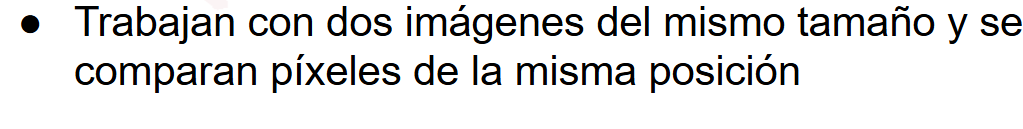 ● Trabajan con dos imágenes del mismo tamaño y se
comparan píxeles de la misma posición